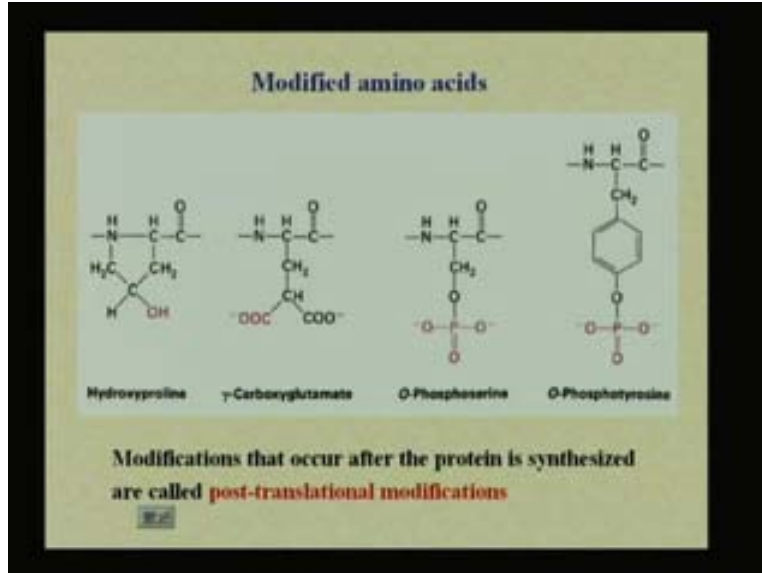 Modified amino acids
H H O
—N—C—C—
CH₂
O
⁻O—P—O⁻
O
H H O
—N—C—C—
H₂C CH₂
C
H OH
H H O
—N—C—C—
CH₂
CH
⁻OOC COO⁻
H H O
—N—C—C—
CH₂
O
⁻O—P—O⁻
O
Hydroxyproline γ-Carboxyglutamate O-Phosphoserine O-Phosphotyrosine
Modifications that occur after the protein is synthesized
are called post-translational modifications